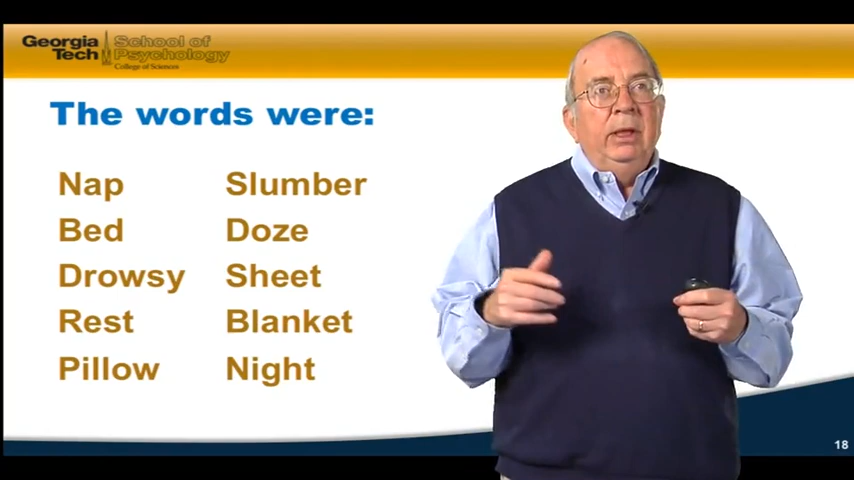 Georgia Tech
School of Psychology
College of Sciences
The words were:
Nap
Bed
Drowsy
Rest
Pillow
Slumber
Doze
Sheet
Blanket
Night
18